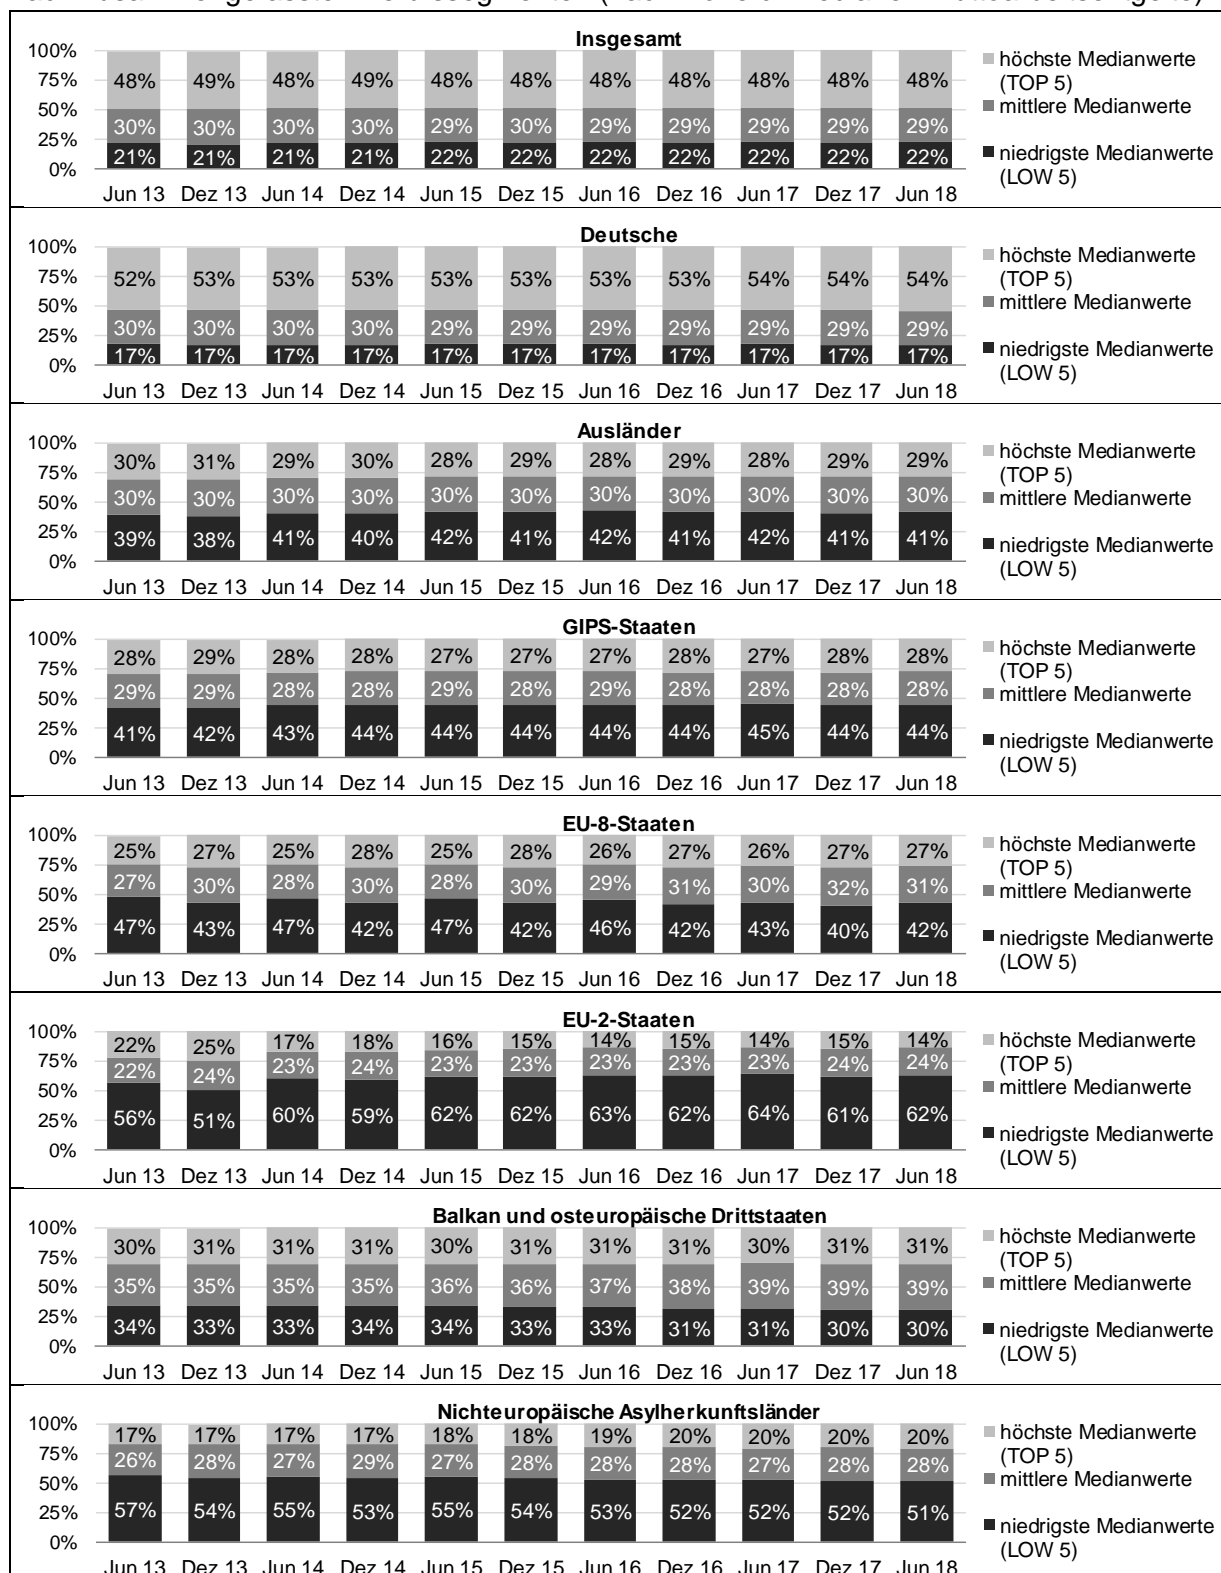 Insgesamt
100%
75%
50%
25%
0%
48% 49% 48% 49% 48% 48% 48% 48% 48% 48% 48%
30% 30% 30% 30% 29% 30% 29% 29% 29% 29% 29%
21% 21% 21% 21% 22% 22% 22% 22% 22% 22% 22%
Jun 13 Dez 13 Jun 14 Dez 14 Jun 15 Dez 15 Jun 16 Dez 16 Jun 17 Dez 17 Jun 18
höchste Medianwerte
(TOP 5)
mittlere Medianwerte
niedrigste Medianwerte
(LOW 5)
Deutsche
100%
75%
50%
25%
0%
52% 53% 53% 53% 53% 53% 53% 53% 54% 54% 54%
30% 30% 30% 30% 29% 29% 29% 29% 29% 29% 29%
17% 17% 17% 17% 17% 17% 17% 17% 17% 17% 17%
Jun 13 Dez 13 Jun 14 Dez 14 Jun 15 Dez 15 Jun 16 Dez 16 Jun 17 Dez 17 Jun 18
höchste Medianwerte
(TOP 5)
mittlere Medianwerte
niedrigste Medianwerte
(LOW 5)
Ausländer
100%
75%
50%
25%
0%
30% 31% 29% 30% 28% 29% 28% 29% 28% 29% 29%
30% 30% 30% 30% 30% 30% 30% 30% 30% 30% 30%
39% 38% 41% 40% 42% 41% 42% 41% 42% 41% 41%
Jun 13 Dez 13 Jun 14 Dez 14 Jun 15 Dez 15 Jun 16 Dez 16 Jun 17 Dez 17 Jun 18
höchste Medianwerte
(TOP 5)
mittlere Medianwerte
niedrigste Medianwerte
(LOW 5)
GIPS-Staaten
100%
75%
50%
25%
0%
28% 29% 28% 28% 27% 27% 27% 28% 27% 28% 28%
29% 29% 28% 28% 29% 28% 29% 28% 28% 28% 28%
41% 42% 43% 44% 44% 44% 44% 44% 45% 44% 44%
Jun 13 Dez 13 Jun 14 Dez 14 Jun 15 Dez 15 Jun 16 Dez 16 Jun 17 Dez 17 Jun 18
höchste Medianwerte
(TOP 5)
mittlere Medianwerte
niedrigste Medianwerte
(LOW 5)
EU-8-Staaten
100%
75%
50%
25%
0%
25% 27% 25% 28% 25% 28% 26% 27% 26% 27% 27%
27% 30% 28% 30% 28% 30% 29% 31% 30% 32% 31%
47% 43% 47% 42% 47% 42% 46% 42% 43% 40% 42%
Jun 13 Dez 13 Jun 14 Dez 14 Jun 15 Dez 15 Jun 16 Dez 16 Jun 17 Dez 17 Jun 18
höchste Medianwerte
(TOP 5)
mittlere Medianwerte
niedrigste Medianwerte
(LOW 5)
EU-2-Staaten
100%
75%
50%
25%
0%
22% 25% 17% 18% 16% 15% 14% 15% 14% 15% 14%
22% 24% 23% 24% 23% 23% 23% 23% 23% 24% 24%
56% 51% 60% 59% 62% 62% 63% 62% 64% 61% 62%
Jun 13 Dez 13 Jun 14 Dez 14 Jun 15 Dez 15 Jun 16 Dez 16 Jun 17 Dez 17 Jun 18
höchste Medianwerte
(TOP 5)
mittlere Medianwerte
niedrigste Medianwerte
(LOW 5)
Balkan und osteuropäische Drittstaaten
100%
75%
50%
25%
0%
30% 31% 31% 31% 30% 31% 31% 31% 30% 31% 31%
35% 35% 35% 35% 36% 36% 37% 38% 39% 39% 39%
34% 33% 33% 34% 34% 33% 33% 31% 31% 30% 30%
Jun 13 Dez 13 Jun 14 Dez 14 Jun 15 Dez 15 Jun 16 Dez 16 Jun 17 Dez 17 Jun 18
höchste Medianwerte
(TOP 5)
mittlere Medianwerte
niedrigste Medianwerte
(LOW 5)
Nichteuropäische Asylherkunftsländer
100%
75%
50%
25%
0%
17% 17% 17% 17% 18% 18% 19% 20% 20% 20% 20%
26% 28% 27% 29% 27% 28% 28% 28% 27% 28% 28%
57% 54% 55% 53% 55% 54% 53% 52% 52% 52% 51%
Jun 13 Dez 13 Jun 14 Dez 14 Jun 15 Dez 15 Jun 16 Dez 16 Jun 17 Dez 17 Jun 18
höchste Medianwerte
(TOP 5)
mittlere Medianwerte
niedrigste Medianwerte
(LOW 5)